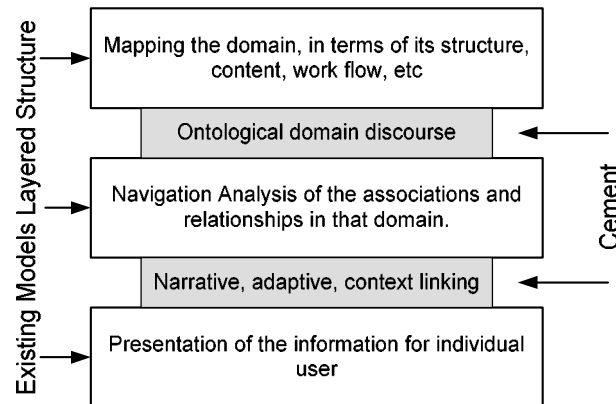 Existing Models Layered Structure
Mapping the domain, in terms of its structure,
content, work flow, etc
Ontological domain discourse
Navigation Analysis of the associations and
relationships in that domain.
Narrative, adaptive, context linking
Presentation of the information for individual
user
Cement